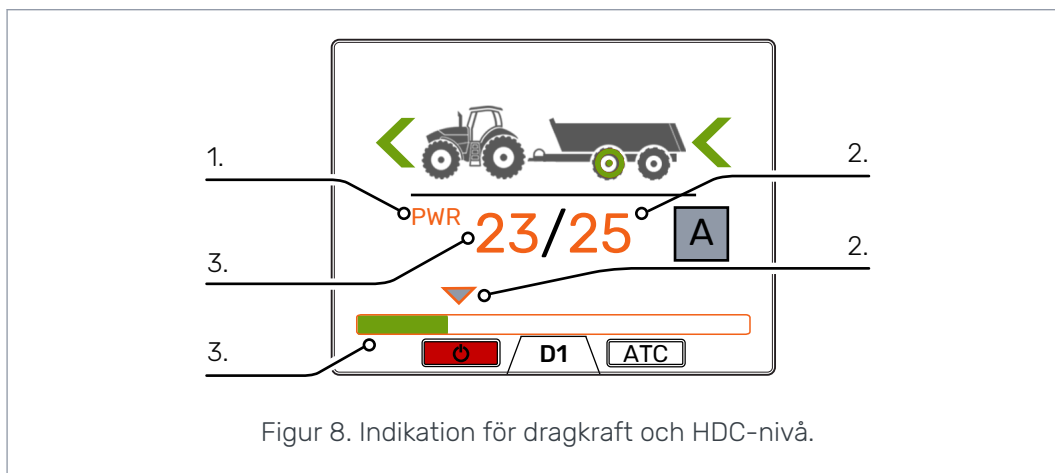 1.
2.
PWR 23/25 A
3.
2.
3.
D1 ATC
Figur 8. Indikation för dragkraft och HDC-nivå.